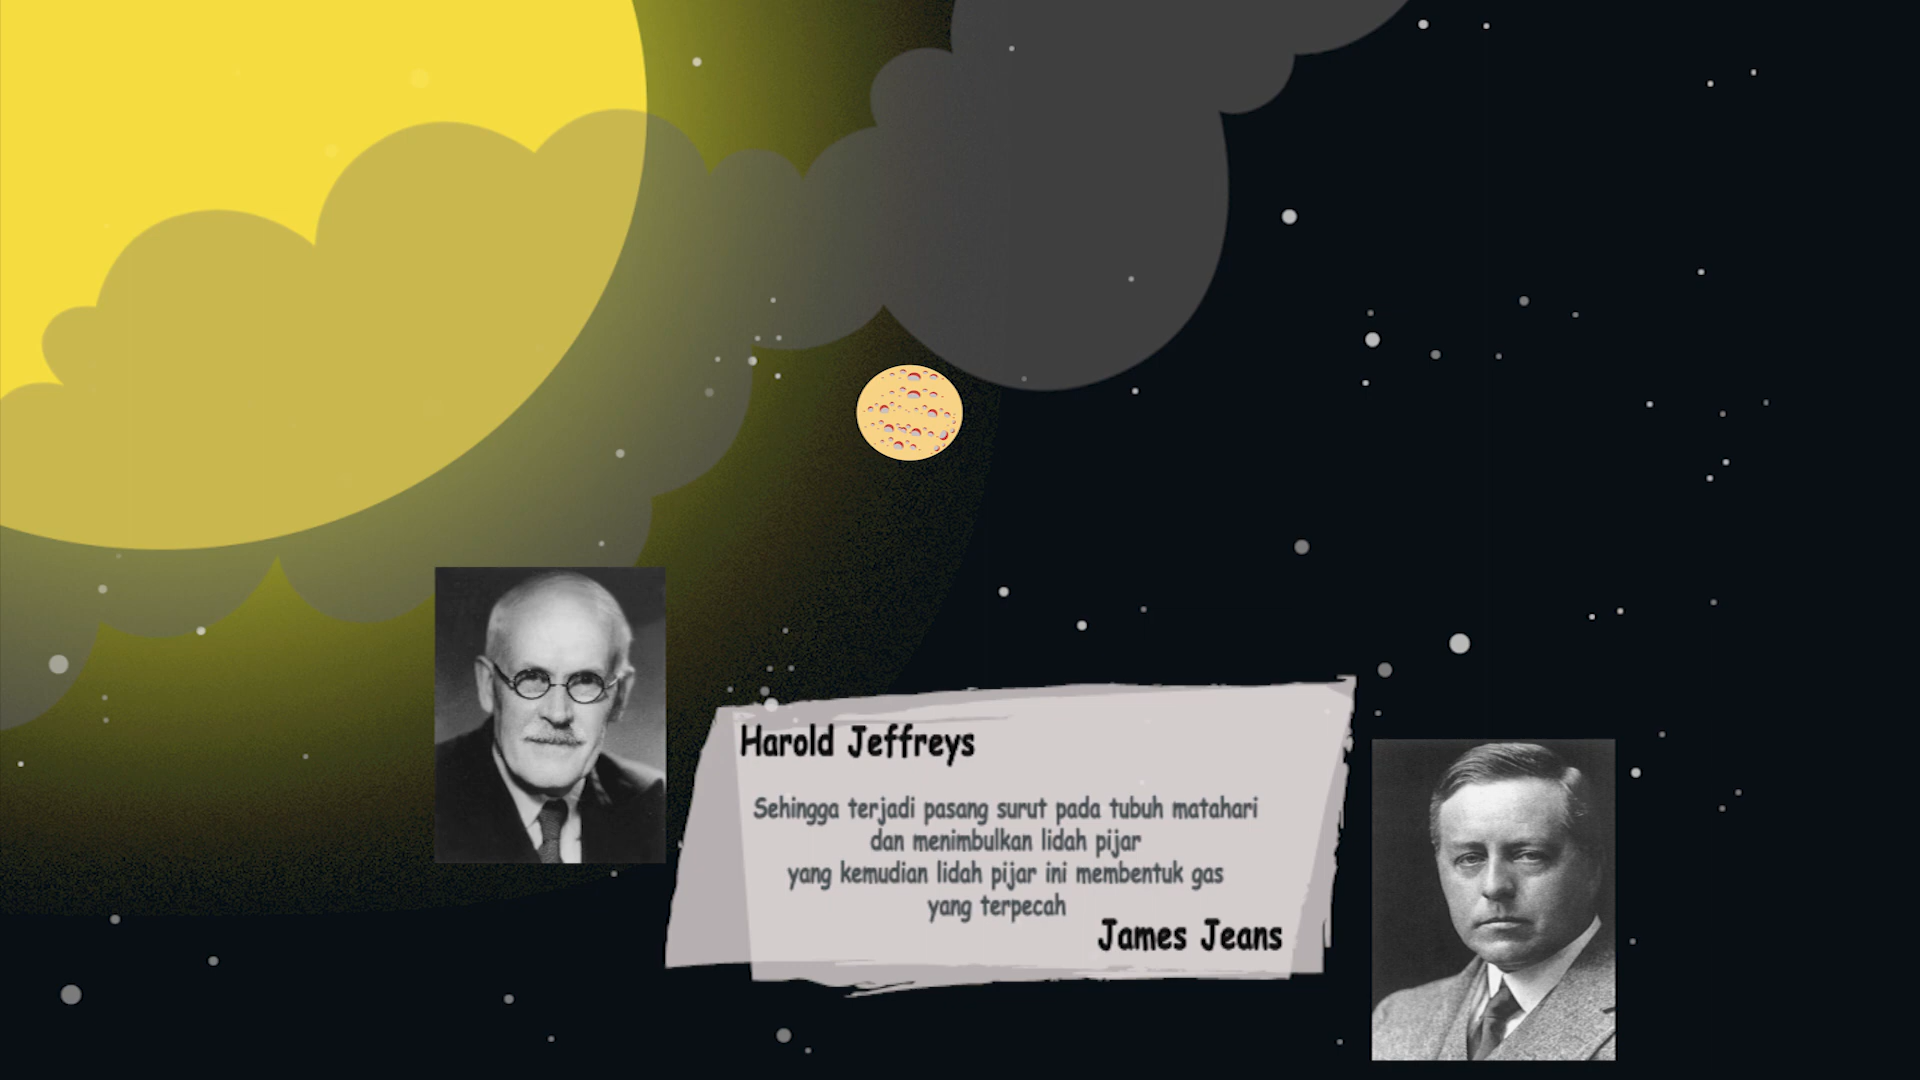 Harold Jeffreys
Sehingga terjadi pasang surut pada tubuh matahari
dan menimbulkan lidah pijar
yang kemudian lidah pijar ini membentuk gas
yang terpecah
James Jeans